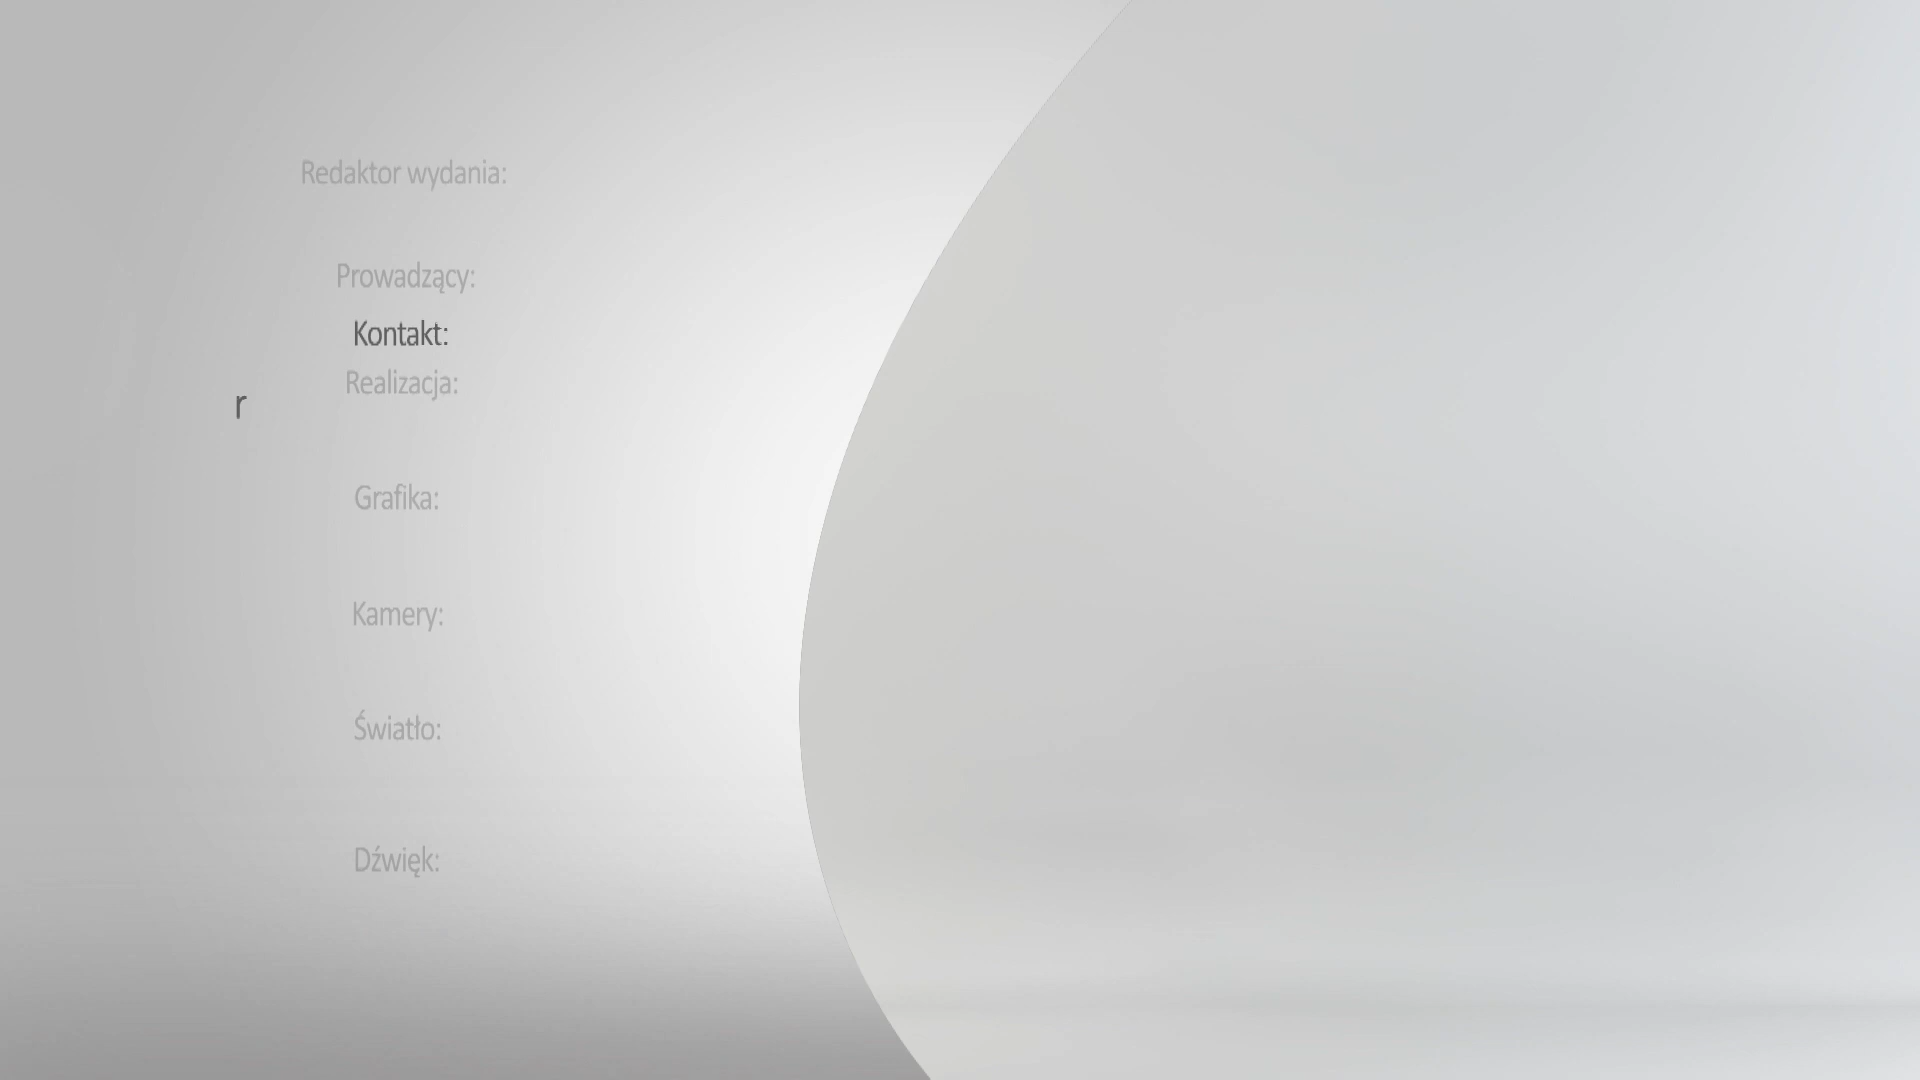 Redaktor wydania:
Prowadzący:
Kontakt:
Realizacja:
r
Grafika:
Kamery:
Światło:
Dźwięk: